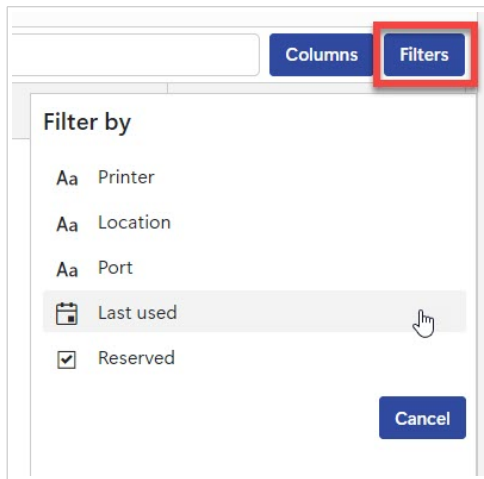 Columns Filters
Filter by
Aa Printer
Aa Location
Aa Port
Last used
Reserved
Cancel